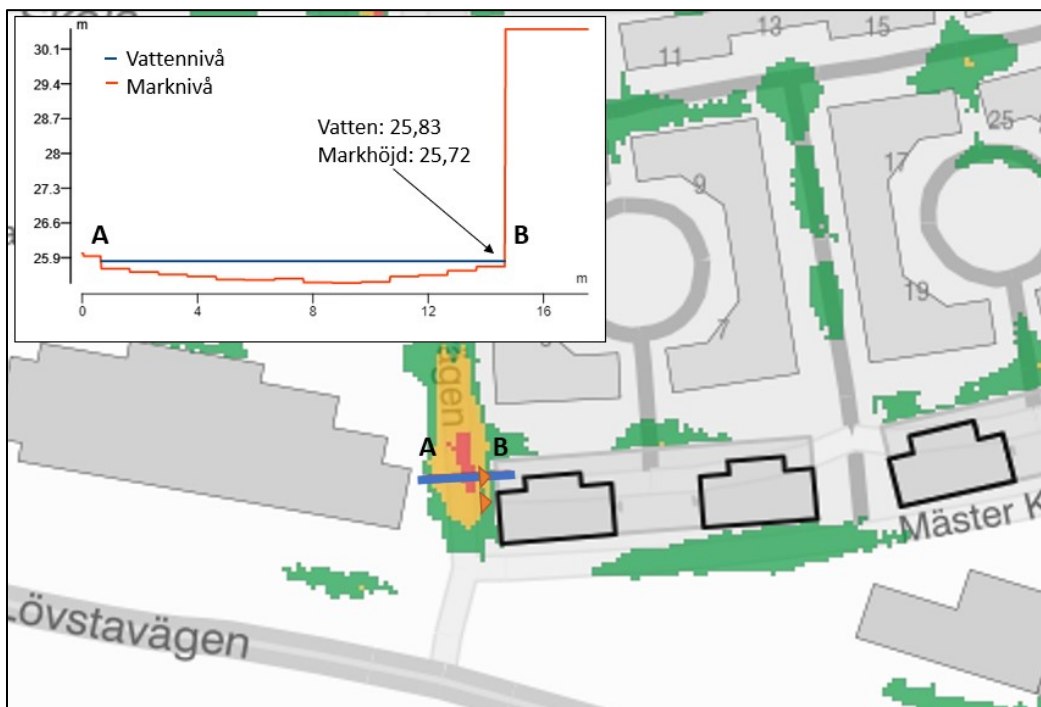 m
30.1
29.4
28.7
28
27.3
26.6
25.9
Vattennivå
Marknivå
Vatten: 25,83
Markhöjd: 25,72
A
B
m
0
4
8
12
16
13
15
11
25
17
9
19
7
ägen
A
B
Mäster K
Lövstavägen